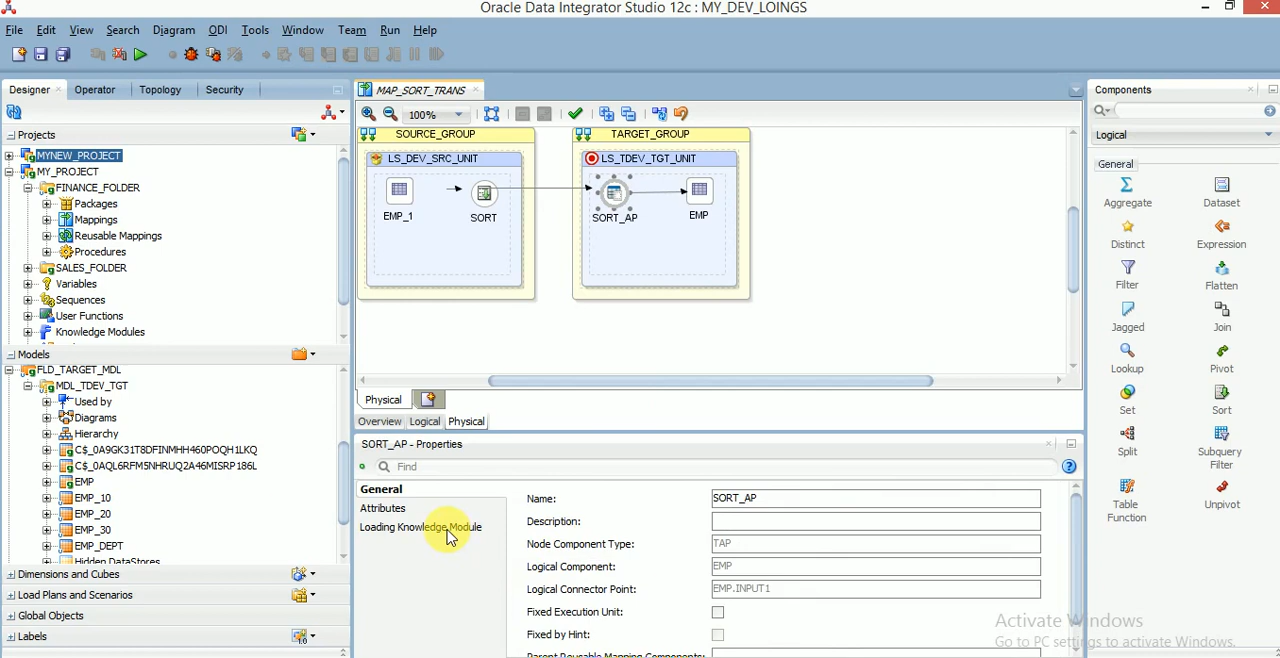 Oracle Data Integrator Studio 12c : MY_DEV_LOINGS
File Edit View Search Diagram ODI Tools Window Team Run Help
Designer Operator Topology Security
Projects
MYNEW_PROJECT
MY_PROJECT
FINANCE_FOLDER
Packages
Mappings
Reusable Mappings
Procedures
SALES_FOLDER
Variables
Sequences
User Functions
Knowledge Modules
Models
FLD_TARGET_MDL
MDL_TDEV_TGT
Used by
Diagrams
Hierarchy
C$_0A9GK31T8DFINMHH460POQH1LKQ
C$_0AQL6RFM5NHRUQ2A46MISRP186L
EMP
EMP_10
EMP_20
EMP_30
EMP_DEPT
Hidden DataStores
Dimensions and Cubes
Load Plans and Scenarios
Global Objects
Labels
MAP_SORT_TRANS
100%
SOURCE_GROUP
LS_DEV_SRC_UNIT
EMP_1
SORT
TARGET_GROUP
LS_TDEV_TGT_UNIT
SORT_AP
EMP
Physical
Overview Logical Physical
SORT_AP - Properties
Find
General
Attributes
Loading Knowledge Module
Name: SORT_AP
Description:
Node Component Type: TAP
Logical Component: EMP
Logical Connector Point: EMP.INPUT1
Fixed Execution Unit:
Fixed by Hint:
Parent Reusable Mapping Components:
Components
Logical
General
Aggregate Dataset
Distinct Expression
Filter Flatten
Jagged Join
Lookup Pivot
Set Sort
Split Subquery
Filter
Table
Function
Unpivot
Activate Windows
Go to PC settings to activate Windows.